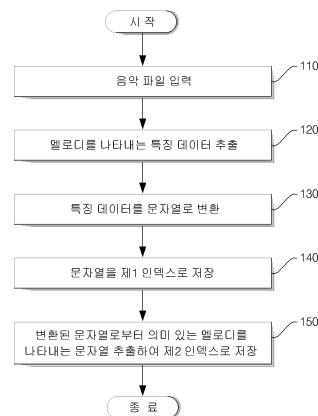 시 작
음악 파일 입력
110
멜로디를 나타내는 특징 데이터 추출
120
특징 데이터를 문자열로 변환
130
문자열을 제1 인덱스로 저장
140
변환된 문자열로부터 의미 있는 멜로디를
나타내는 문자열 추출하여 제2 인덱스로 저장
150
종 료